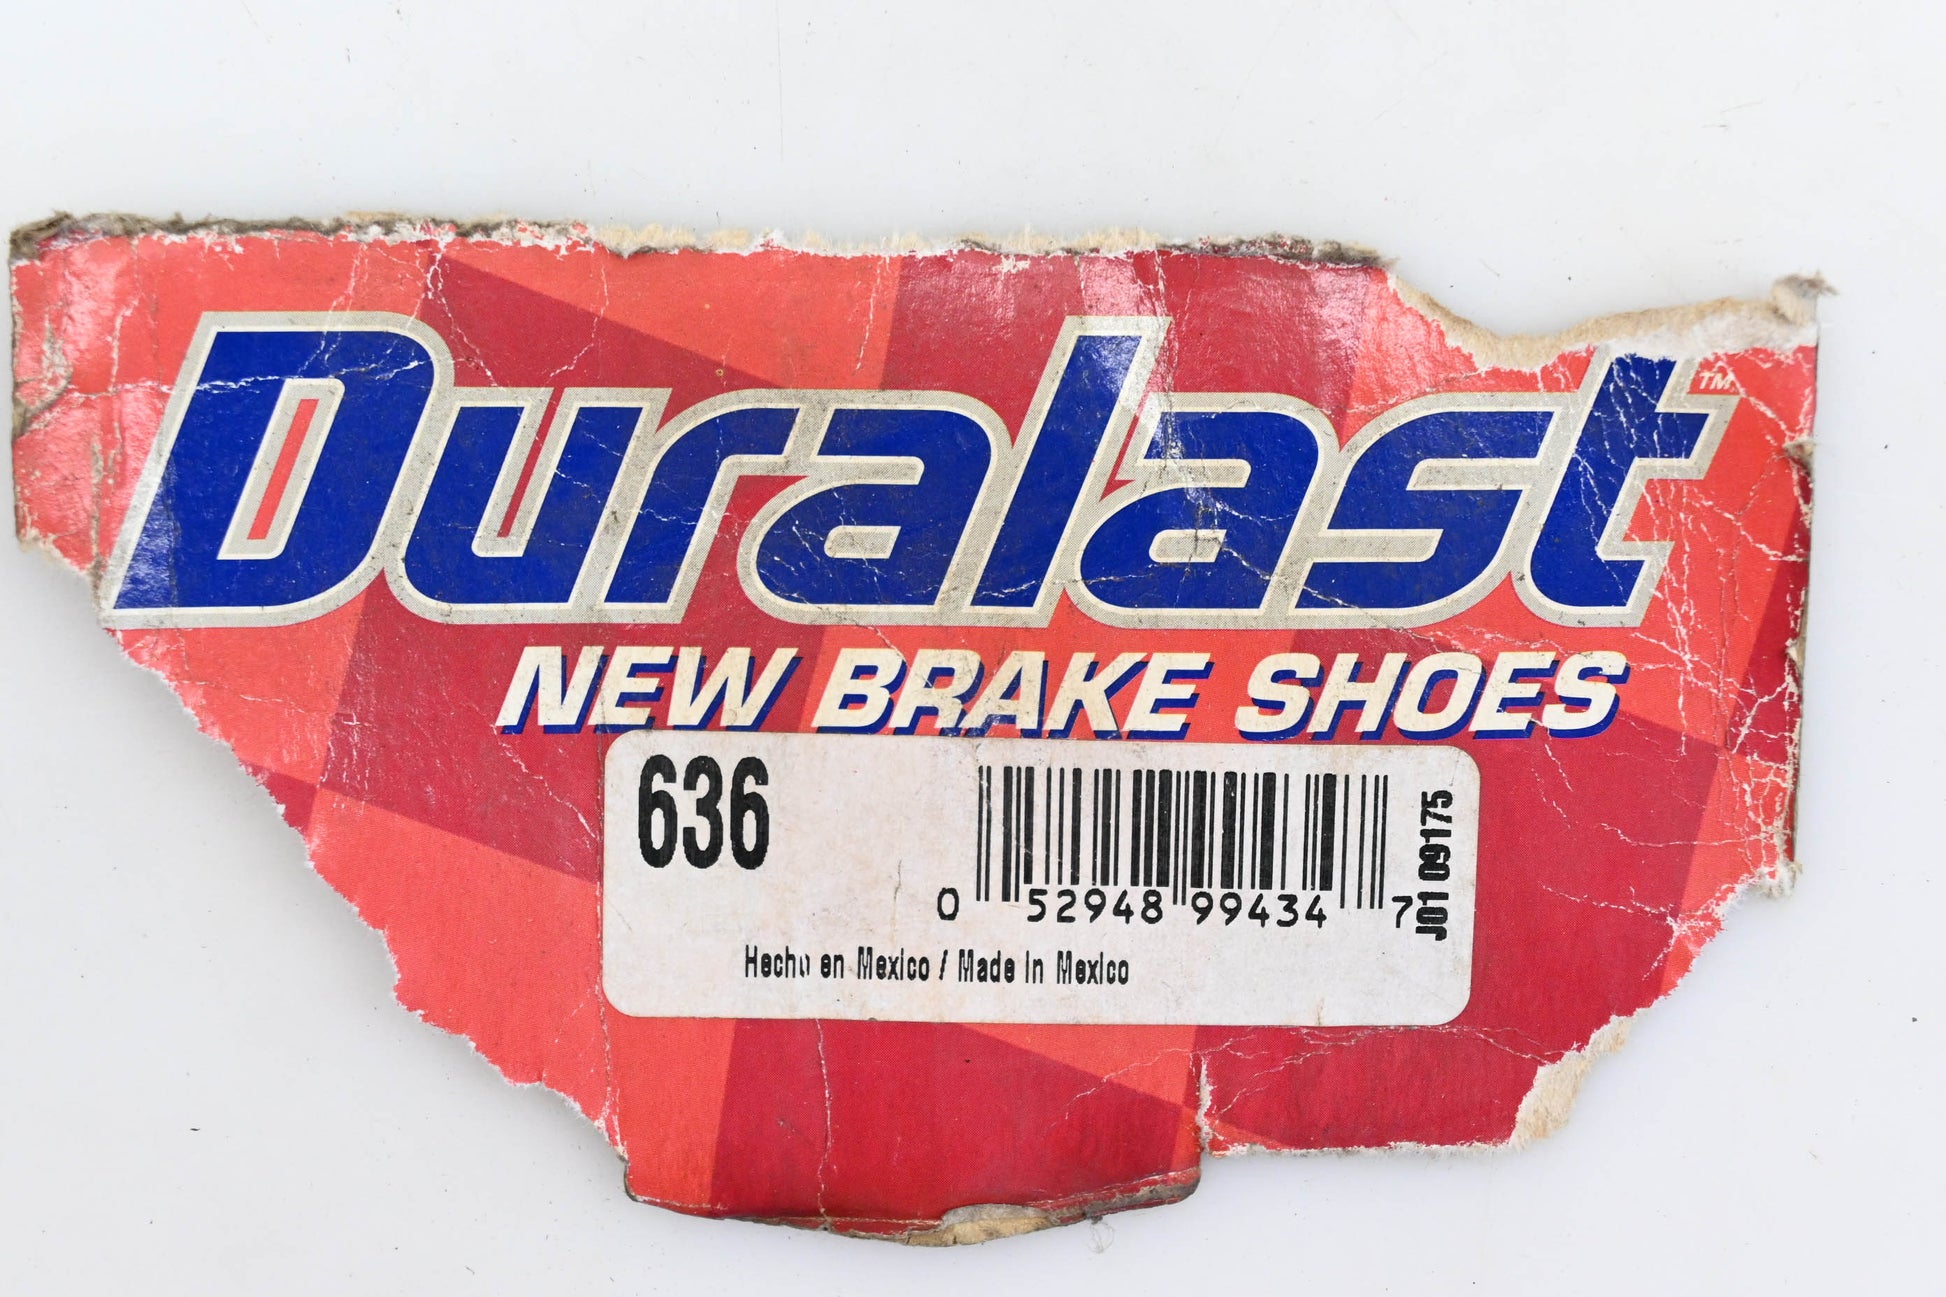 Duralast™
NEW BRAKE SHOES
636
0 52948 99434 7
J01 09175
Hecho en Mexico / Made In Mexico